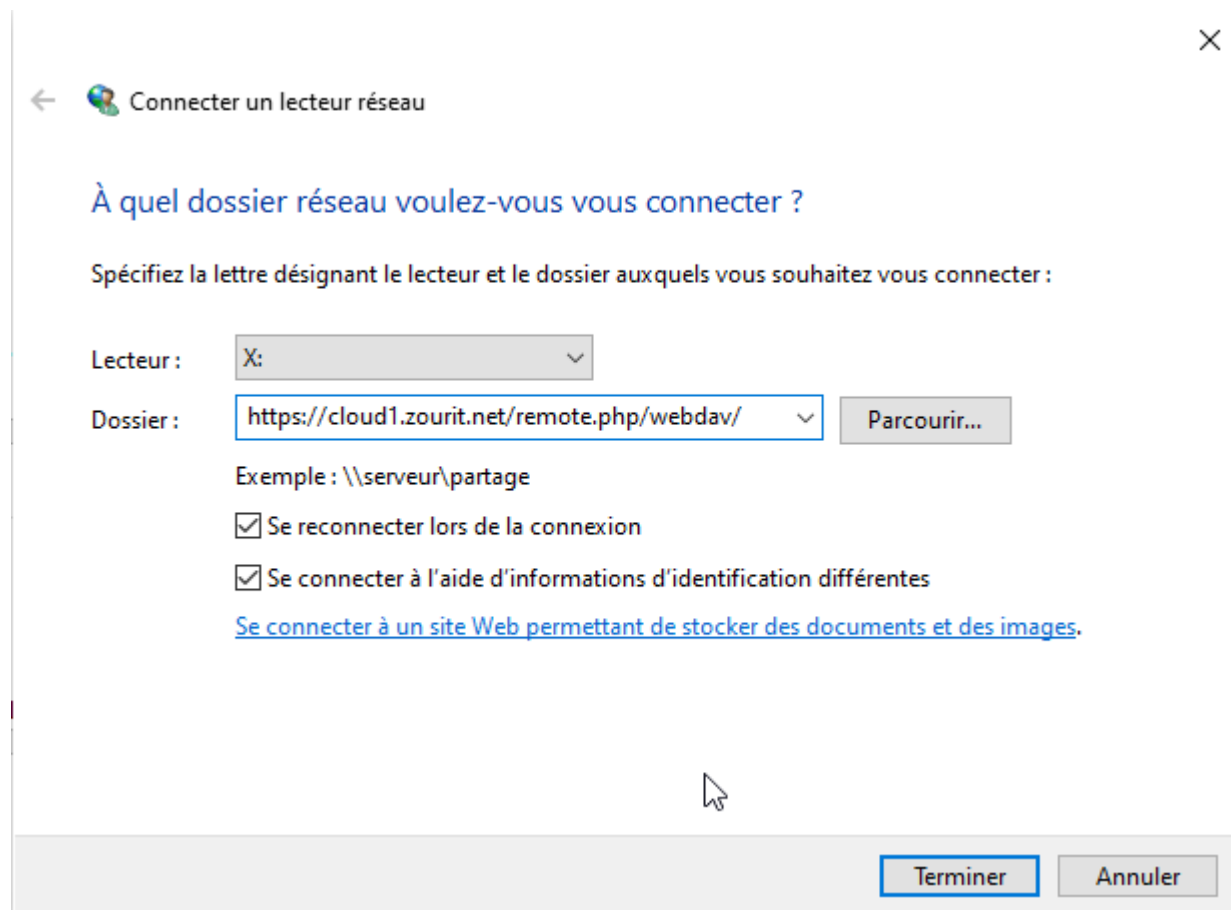 Connecter un lecteur réseau
À quel dossier réseau voulez-vous vous connecter ?
Spécifiez la lettre désignant le lecteur et le dossier auxquels vous souhaitez vous connecter :
Lecteur : X:
Dossier : https://cloud1.zourit.net/remote.php/webdav/ Parcourir...
Exemple : \\serveur\partage
Se reconnecter lors de la connexion
Se connecter à l'aide d'informations d'identification différentes
Se connecter à un site Web permettant de stocker des documents et des images.
Terminer Annuler